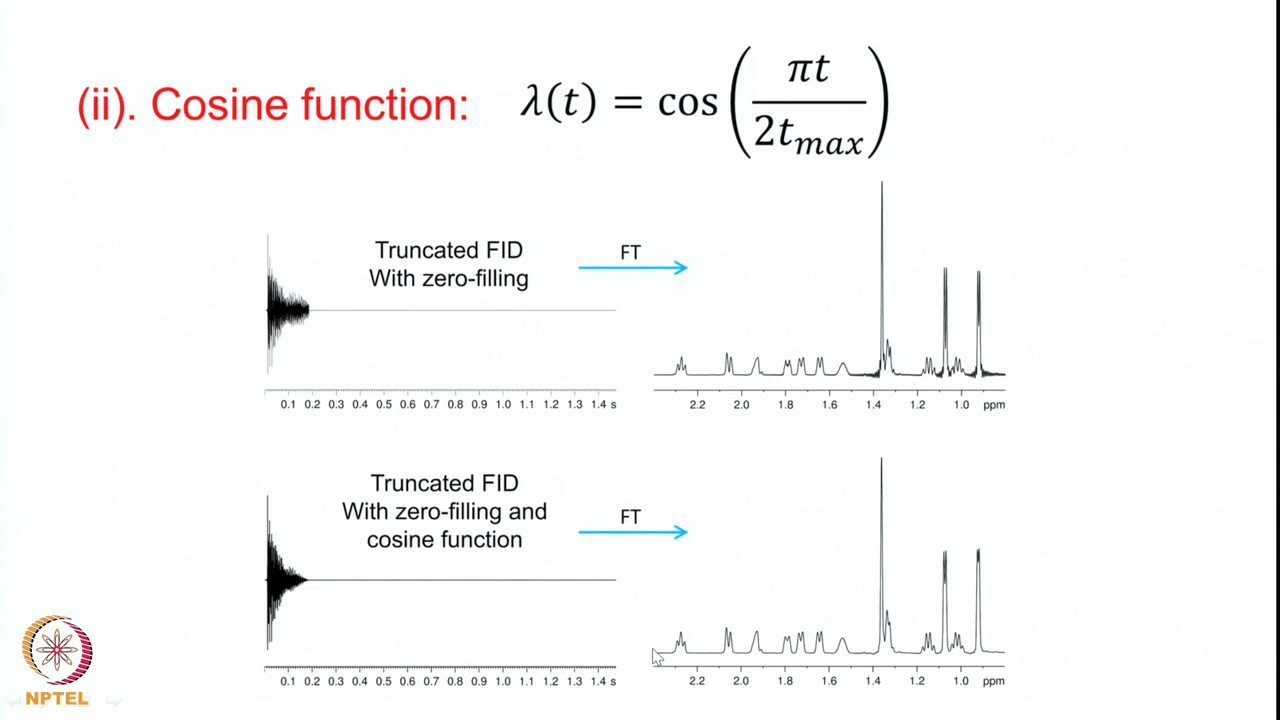 (ii). Cosine function: λ(t) = cos(πt / 2t_max)
Truncated FID
With zero-filling
FT
0.1 0.2 0.3 0.4 0.5 0.6 0.7 0.8 0.9 1.0 1.1 1.2 1.3 1.4 s
2.2 2.0 1.8 1.6 1.4 1.2 1.0 ppm
Truncated FID
With zero-filling and
cosine function
FT
0.1 0.2 0.3 0.4 0.5 0.6 0.7 0.8 0.9 1.0 1.1 1.2 1.3 1.4 s
2.2 2.0 1.8 1.6 1.4 1.2 1.0 ppm
NPTEL